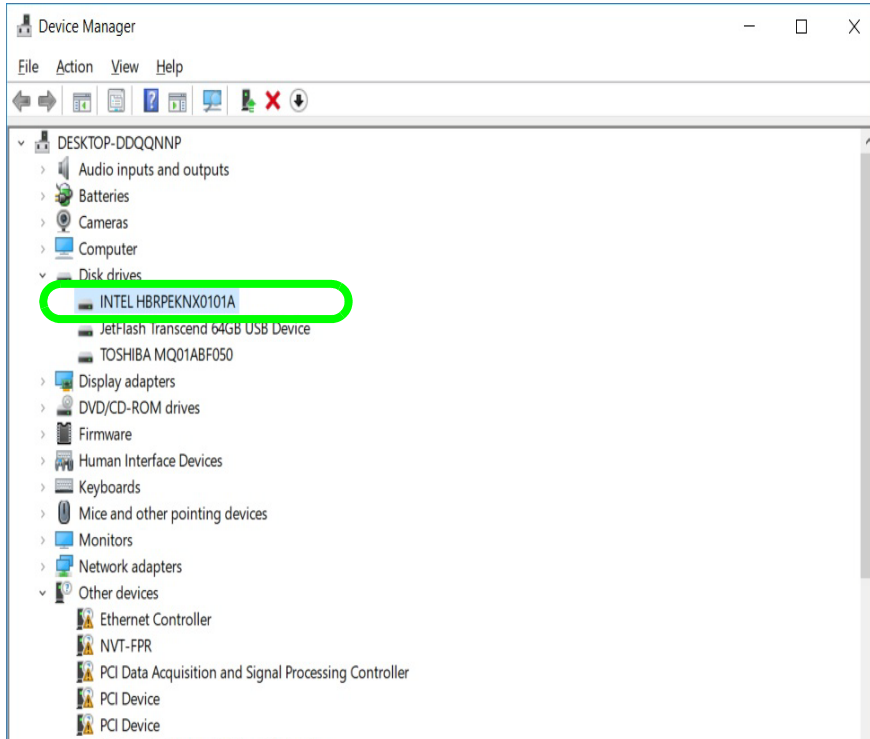 Device Manager
File Action View Help
DESKTOP-DDQQNNP
Audio inputs and outputs
Batteries
Cameras
Computer
Disk drives
INTEL HBRPEKNX0101A
JetFlash Transcend 64GB USB Device
TOSHIBA MQ01ABF050
Display adapters
DVD/CD-ROM drives
Firmware
Human Interface Devices
Keyboards
Mice and other pointing devices
Monitors
Network adapters
Other devices
Ethernet Controller
NVT-FPR
PCI Data Acquisition and Signal Processing Controller
PCI Device
PCI Device